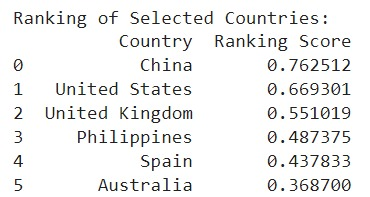 Ranking of Selected Countries:
Country Ranking Score
0 China 0.762512
1 United States 0.669301
2 United Kingdom 0.551019
3 Philippines 0.487375
4 Spain 0.437833
5 Australia 0.368700